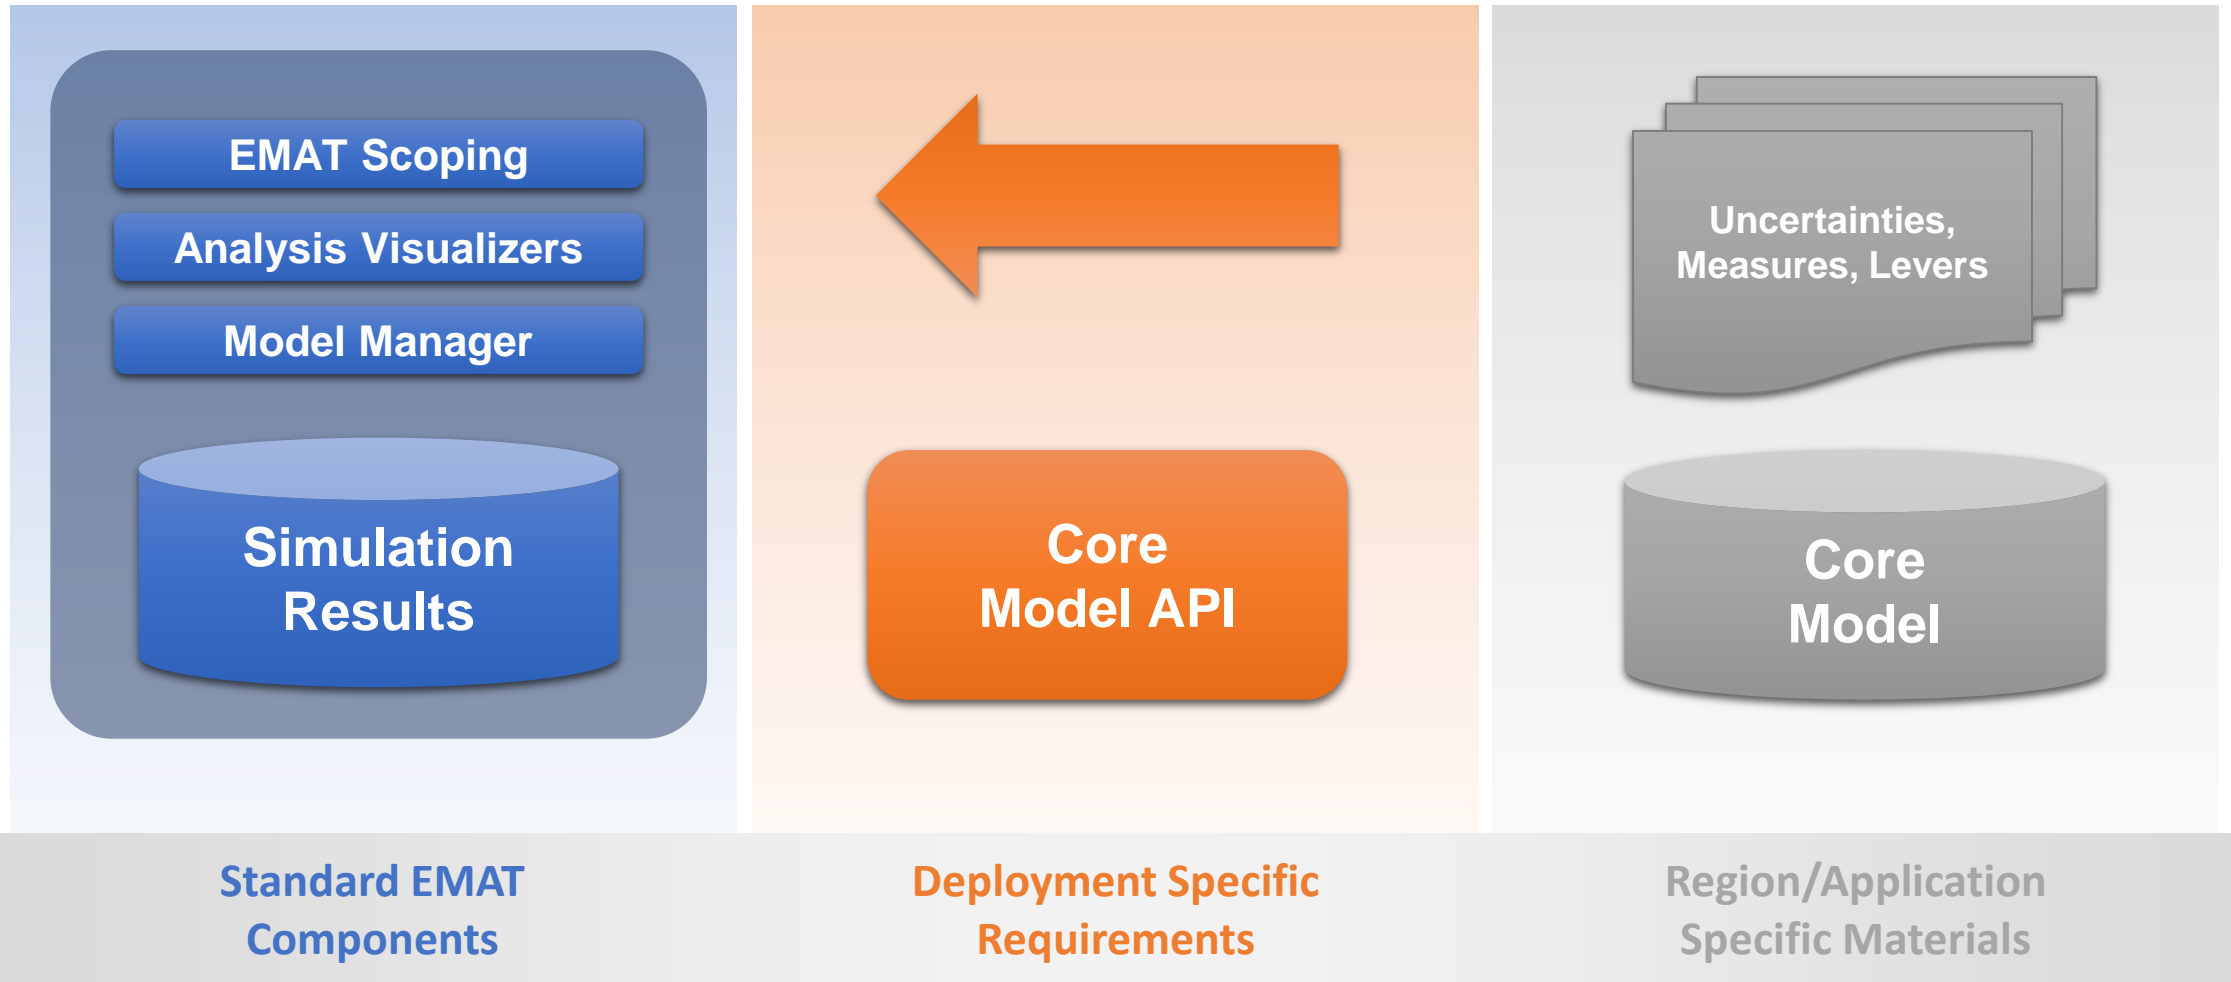 EMAT Scoping
Analysis Visualizers
Model Manager
Simulation
Results
Core
Model API
Uncertainties,
Measures, Levers
Core
Model
Standard EMAT
Components
Deployment Specific
Requirements
Region/Application
Specific Materials